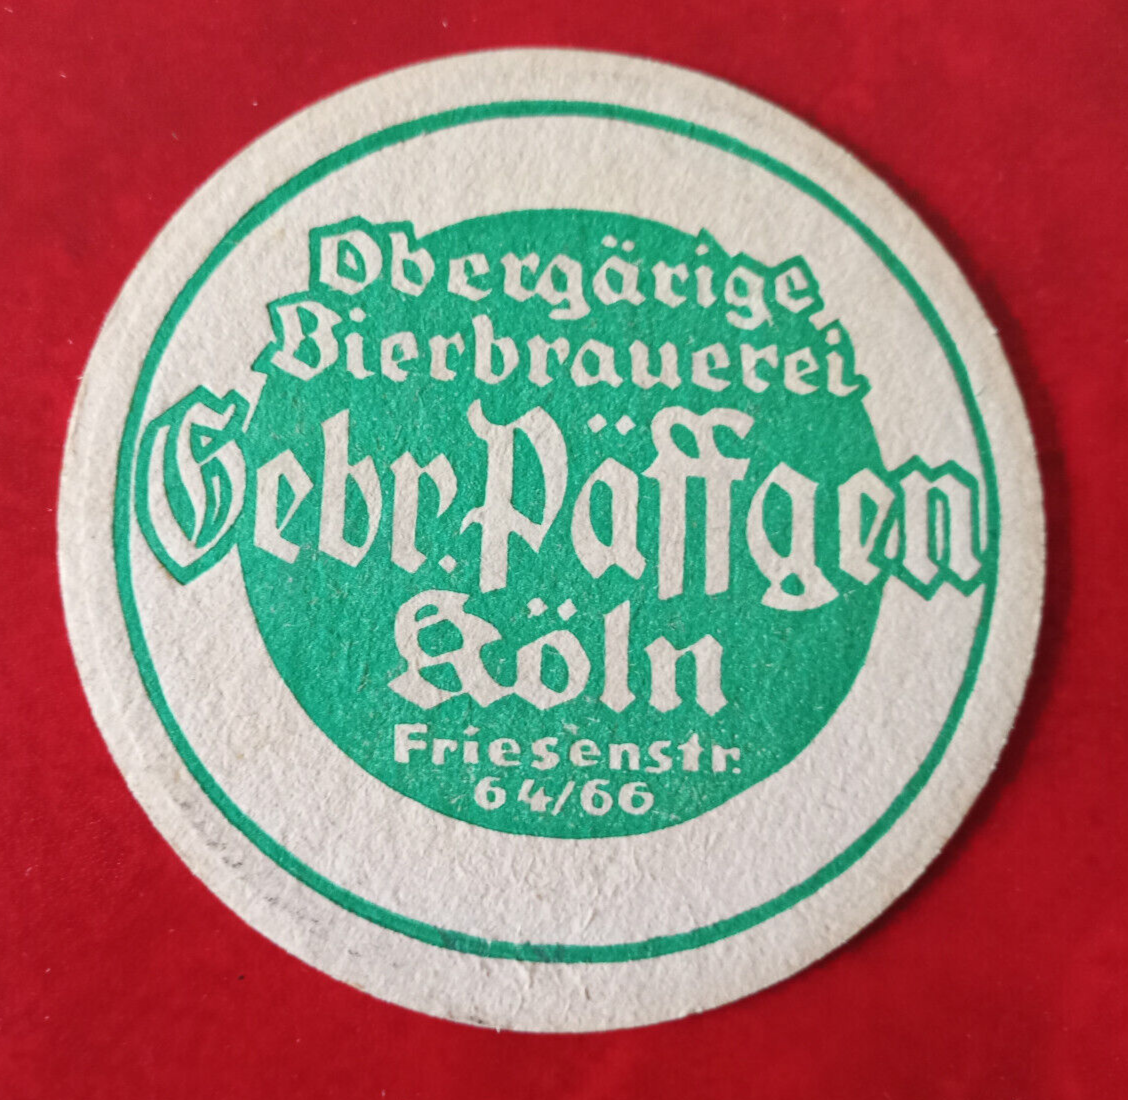 Obergärige
Bierbrauerei
Gebr. Päffgen
Köln
Friesenstr.
64/66